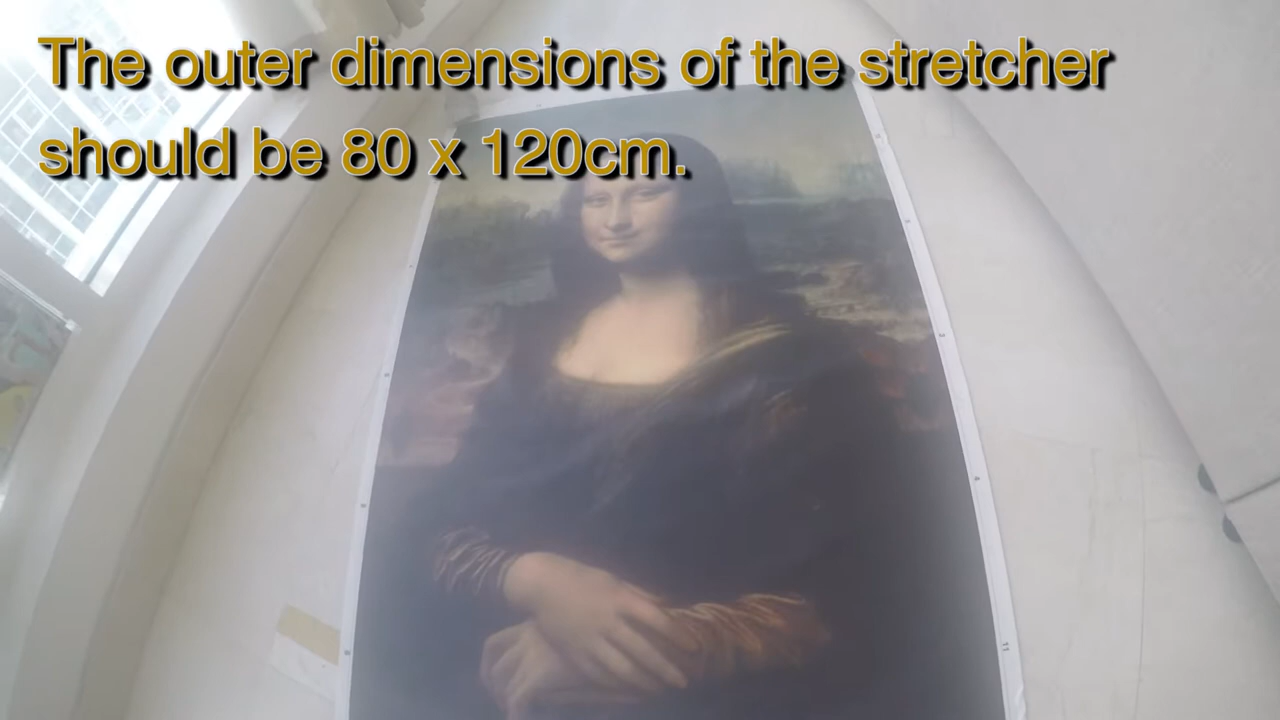 The outer dimensions of the stretcher
should be 80 x 120cm.